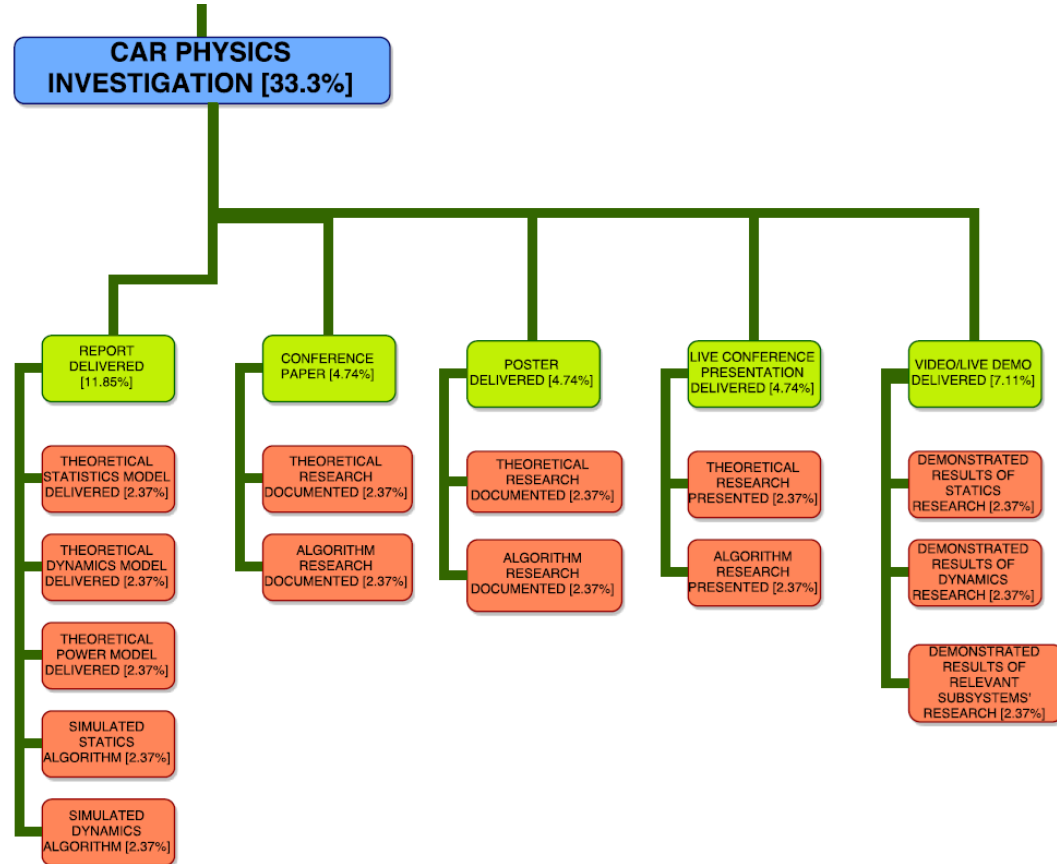 CAR PHYSICS
INVESTIGATION [33.3%]
REPORT
DELIVERED
[11.85%]
THEORETICAL
STATISTICS MODEL
DELIVERED [2.37%]
THEORETICAL
DYNAMICS MODEL
DELIVERED [2.37%]
THEORETICAL
POWER MODEL
DELIVERED [2.37%]
SIMULATED
STATICS
ALGORITHM [2.37%]
SIMULATED
DYNAMICS
ALGORITHM [2.37%]
CONFERENCE
PAPER [4.74%]
THEORETICAL
RESEARCH
DOCUMENTED [2.37%]
ALGORITHM
RESEARCH
DOCUMENTED [2.37%]
POSTER
DELIVERED [4.74%]
THEORETICAL
RESEARCH
DOCUMENTED [2.37%]
ALGORITHM
RESEARCH
DOCUMENTED [2.37%]
LIVE CONFERENCE
PRESENTATION
DELIVERED [4.74%]
THEORETICAL
RESEARCH
PRESENTED [2.37%]
ALGORITHM
RESEARCH
PRESENTED [2.37%]
VIDEO/LIVE DEMO
DELIVERED [7.11%]
DEMONSTRATED
RESULTS OF
STATICS
RESEARCH [2.37%]
DEMONSTRATED
RESULTS OF
DYNAMICS
RESEARCH [2.37%]
DEMONSTRATED
RESULTS OF
RELEVANT
SUBSYSTEMS'
RESEARCH [2.37%]